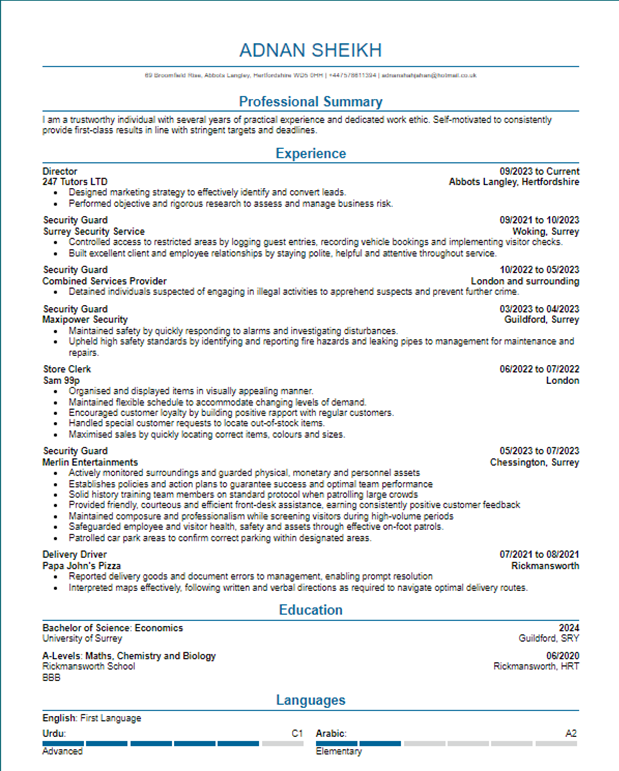 ADNAN SHEIKH
69 Broomfield Rise, Abbots Langley, Hertfordshire WD5 0HH | +447578811394 | adnanshahjahan@hotmail.co.uk
Professional Summary
I am a trustworthy individual with several years of practical experience and dedicated work ethic. Self-motivated to consistently
provide first-class results in line with stringent targets and deadlines.
Experience
Director 09/2023 to Current
247 Tutors LTD Abbots Langley, Hertfordshire
• Designed marketing strategy to effectively identify and convert leads.
• Performed objective and rigorous research to assess and manage business risk.
Security Guard 09/2021 to 10/2023
Surrey Security Service Woking, Surrey
• Controlled access to restricted areas by logging guest entries, recording vehicle bookings and implementing visitor checks.
• Built excellent client and employee relationships by staying polite, helpful and attentive throughout service.
Security Guard 10/2022 to 05/2023
Combined Services Provider London and surrounding
• Detained individuals suspected of engaging in illegal activities to apprehend suspects and prevent further crime.
Security Guard 03/2023 to 04/2023
Maxipower Security Guildford, Surrey
• Maintained safety by quickly responding to alarms and investigating disturbances.
• Upheld high safety standards by identifying and reporting fire hazards and leaking pipes to management for maintenance and
repairs.
Store Clerk 06/2022 to 07/2022
Sam 99p London
• Organised and displayed items in visually appealing manner.
• Maintained flexible schedule to accommodate changing levels of demand.
• Encouraged customer loyalty by building positive rapport with regular customers.
• Handled special customer requests to locate out-of-stock items.
• Maximised sales by quickly locating correct items, colours and sizes.
Security Guard 05/2023 to 07/2023
Merlin Entertainments Chessington, Surrey
• Actively monitored surroundings and guarded physical, monetary and personnel assets
• Establishes policies and action plans to guarantee success and optimal team performance
• Solid history training team members on standard protocol when patrolling large crowds
• Provided friendly, courteous and efficient front-desk assistance, earning consistently positive customer feedback
• Maintained composure and professionalism while screening visitors during high-volume periods
• Safeguarded employee and visitor health, safety and assets through effective on-foot patrols.
• Patrolled car park areas to confirm correct parking within designated areas.
Delivery Driver 07/2021 to 08/2021
Papa John's Pizza Rickmansworth
• Reported delivery goods and document errors to management, enabling prompt resolution
• Interpreted maps effectively, following written and verbal directions as required to navigate optimal delivery routes.
Education
Bachelor of Science: Economics 2024
University of Surrey Guildford, SRY
A-Levels: Maths, Chemistry and Biology 06/2020
Rickmansworth School Rickmansworth, HRT
BBB
Languages
English: First Language
Urdu: C1 Arabic: A2
Advanced Elementary